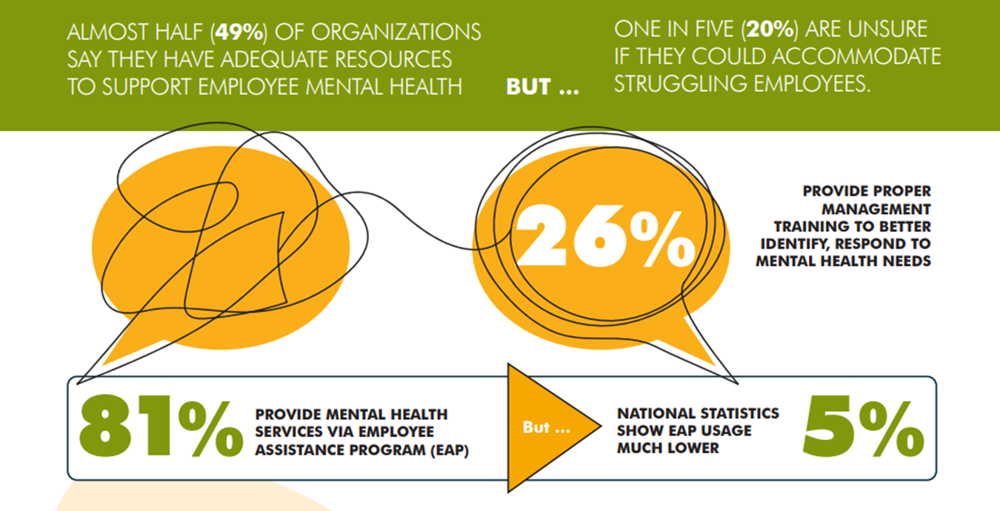 ALMOST HALF (49%) OF ORGANIZATIONS
SAY THEY HAVE ADEQUATE RESOURCES
TO SUPPORT EMPLOYEE MENTAL HEALTH
BUT ...
ONE IN FIVE (20%) ARE UNSURE
IF THEY COULD ACCOMMODATE
STRUGGLING EMPLOYEES.
26%
PROVIDE PROPER
MANAGEMENT
TRAINING TO BETTER
IDENTIFY, RESPOND TO
MENTAL HEALTH NEEDS
81%
PROVIDE MENTAL HEALTH
SERVICES VIA EMPLOYEE
ASSISTANCE PROGRAM (EAP)
But ...
NATIONAL STATISTICS
SHOW EAP USAGE
MUCH LOWER
5%